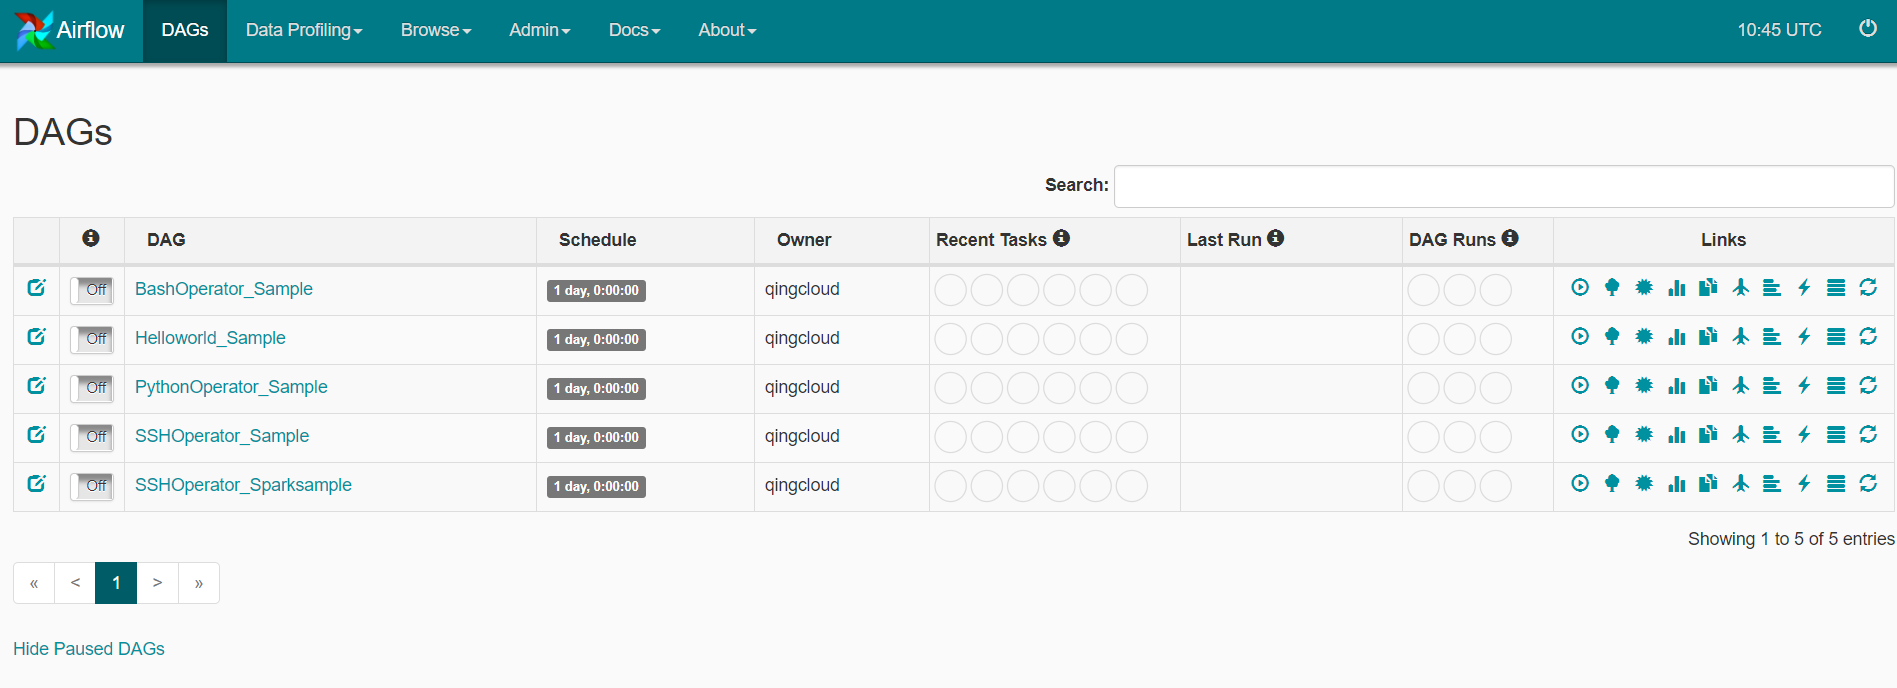 Airflow DAGs Data Profiling Browse Admin Docs About 10:45 UTC
DAGs
Search:
DAG Schedule Owner Recent Tasks Last Run DAG Runs Links
Off BashOperator_Sample 1 day, 0:00:00 qingcloud
Off Helloworld_Sample 1 day, 0:00:00 qingcloud
Off PythonOperator_Sample 1 day, 0:00:00 qingcloud
Off SSHOperator_Sample 1 day, 0:00:00 qingcloud
Off SSHOperator_Sparksample 1 day, 0:00:00 qingcloud
Showing 1 to 5 of 5 entries
« < 1 > »
Hide Paused DAGs